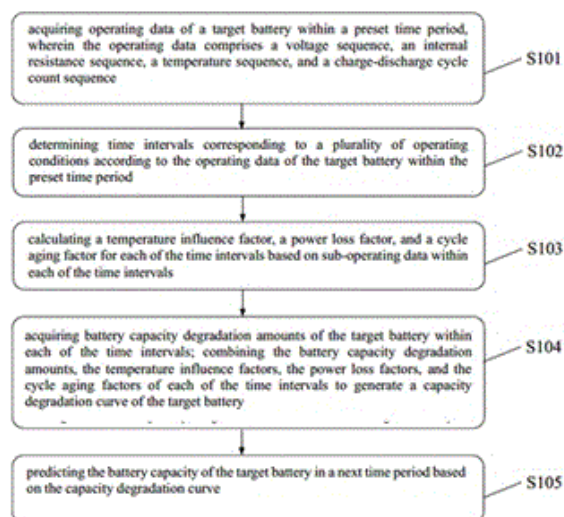 acquiring operating data of a target battery within a preset time period,
wherein the operating data comprises a voltage sequence, an internal
resistance sequence, a temperature sequence, and a charge-discharge cycle
count sequence
S101
determining time intervals corresponding to a plurality of operating
conditions according to the operating data of the target battery within the
preset time period
S102
calculating a temperature influence factor, a power loss factor, and a cycle
aging factor for each of the time intervals based on sub-operating data within
each of the time intervals
S103
acquiring battery capacity degradation amounts of the target battery within
each of the time intervals; combining the battery capacity degradation
amounts, the temperature influence factors, the power loss factors, and the
cycle aging factors of each of the time intervals to generate a capacity
degradation curve of the target battery
S104
predicting the battery capacity of the target battery in a next time period based
on the capacity degradation curve
S105